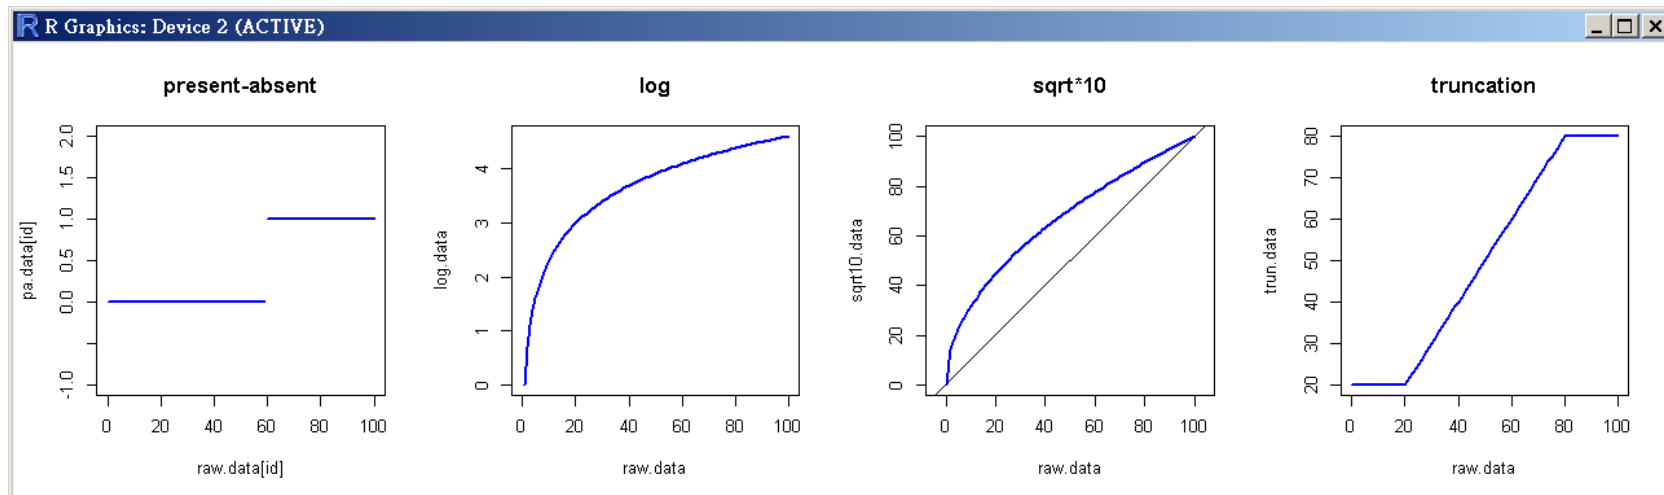 R Graphics: Device 2 (ACTIVE)
present-absent
pa.data[id]
2.0
1.5
1.0
0.5
0.0
-1.0
0 20 40 60 80 100
raw.data[id]
log
log.data
4
3
2
1
0
0 20 40 60 80 100
raw.data
sqrt*10
sqrt10.data
100
80
60
40
20
0
0 20 40 60 80 100
raw.data
truncation
trun.data
80
70
60
50
40
30
20
0 20 40 60 80 100
raw.data